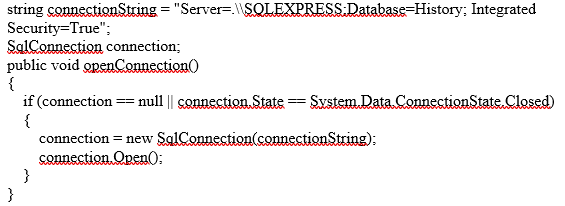 string connectionString = "Server=.\\SQLEXPRESS;Database=History; Integrated
Security=True";
SqlConnection connection;
public void openConnection()
{
if (connection == null || connection.State == System.Data.ConnectionState.Closed)
{
connection = new SqlConnection(connectionString);
connection.Open();
}
}